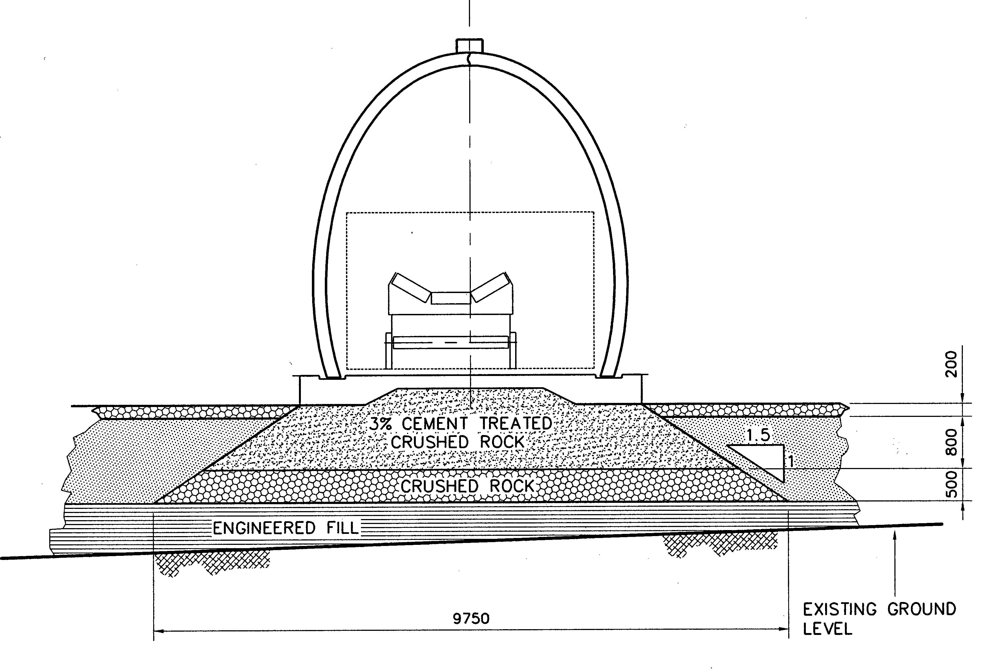 200
3% CEMENT TREATED
CRUSHED ROCK
1.5
800
1
CRUSHED ROCK
500
ENGINEERED FILL
9750
EXISTING GROUND
LEVEL